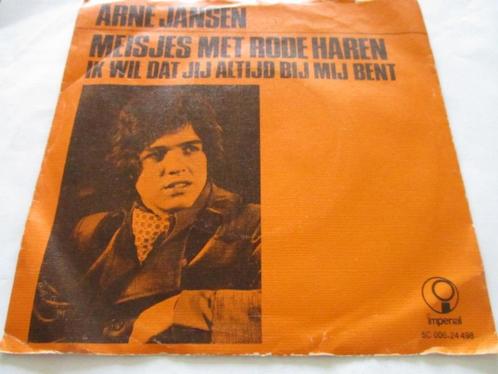 ARNE JANSEN
MEISJES MET RODE HAREN
IK WIL DAT JIJ ALTIJD BIJ MIJ BENT
imperial
5C 006-24 498